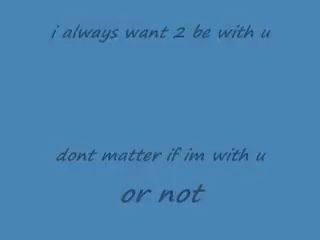 i always want 2 be with u
dont matter if im with u
or not